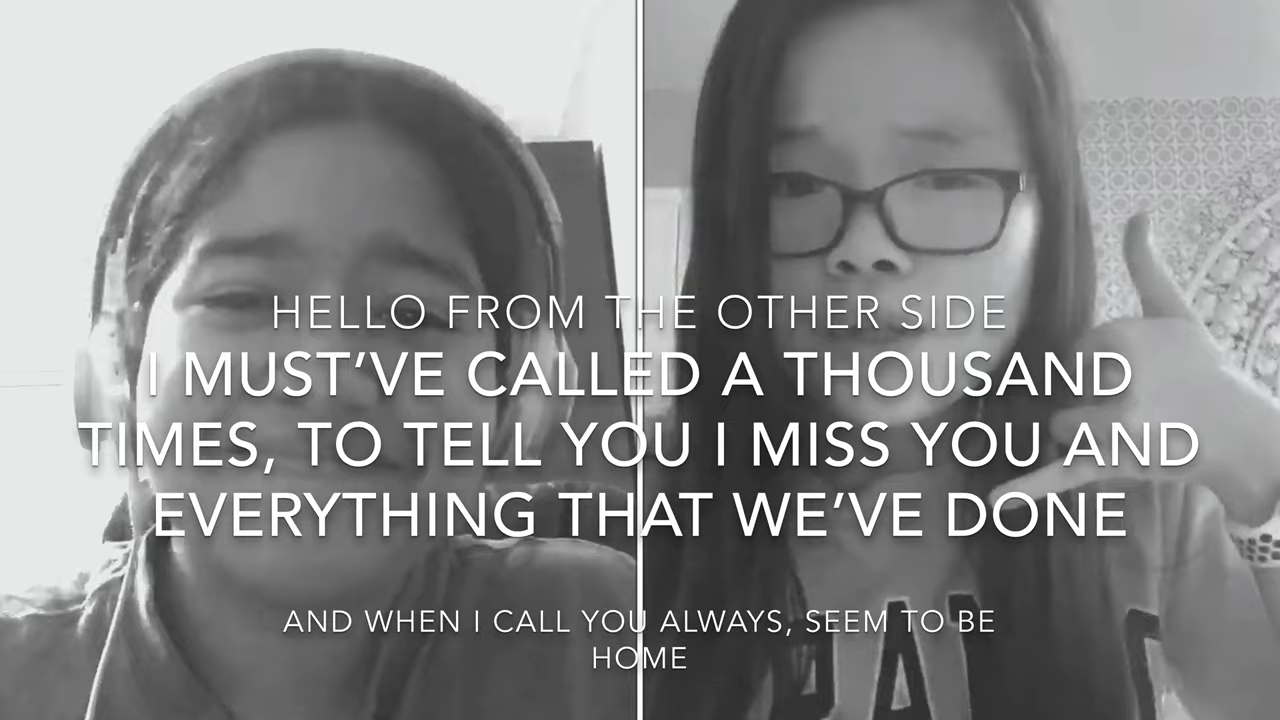 HELLO FROM THE OTHER SIDE
I MUST’VE CALLED A THOUSAND
TIMES, TO TELL YOU I MISS YOU AND
EVERYTHING THAT WE’VE DONE
AND WHEN I CALL YOU ALWAYS, SEEM TO BE
HOME